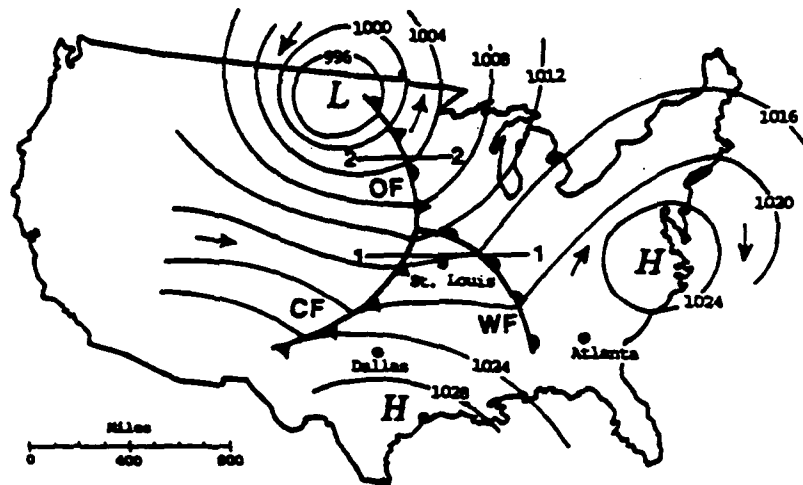 1000
1004
996
1008
1012
L
1016
2 2
OF
1020
1 1
St. Louis
H
CF
WF
1024
Dallas
1024
Atlanta
1028
H
Miles
0 400 800